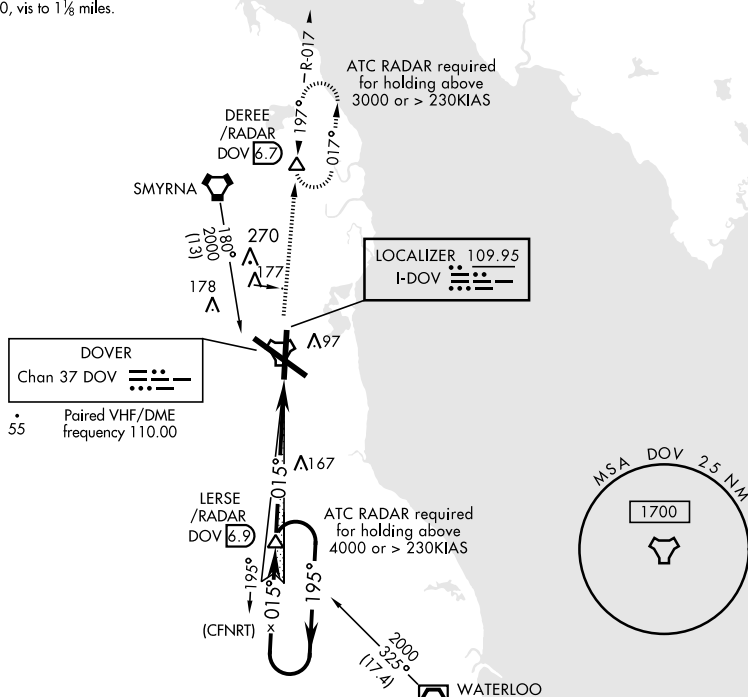 0, vis to 1⅛ miles.
R-017
ATC RADAR required
for holding above
3000 or > 230KIAS
197°
017°
DEREE
/RADAR
DOV 6.7
SMYRNA
180°
2000
(13)
270
177
178
LOCALIZER 109.95
I-DOV
97
DOVER
Chan 37 DOV
Paired VHF/DME
frequency 110.00
55
015°
167
LERSE
/RADAR
DOV 6.9
ATC RADAR required
for holding above
4000 or > 230KIAS
195°
015°
195°
(CFNRT) x
2000
325°
(17.4)
WATERLOO
MSA DOV 25 NM
1700